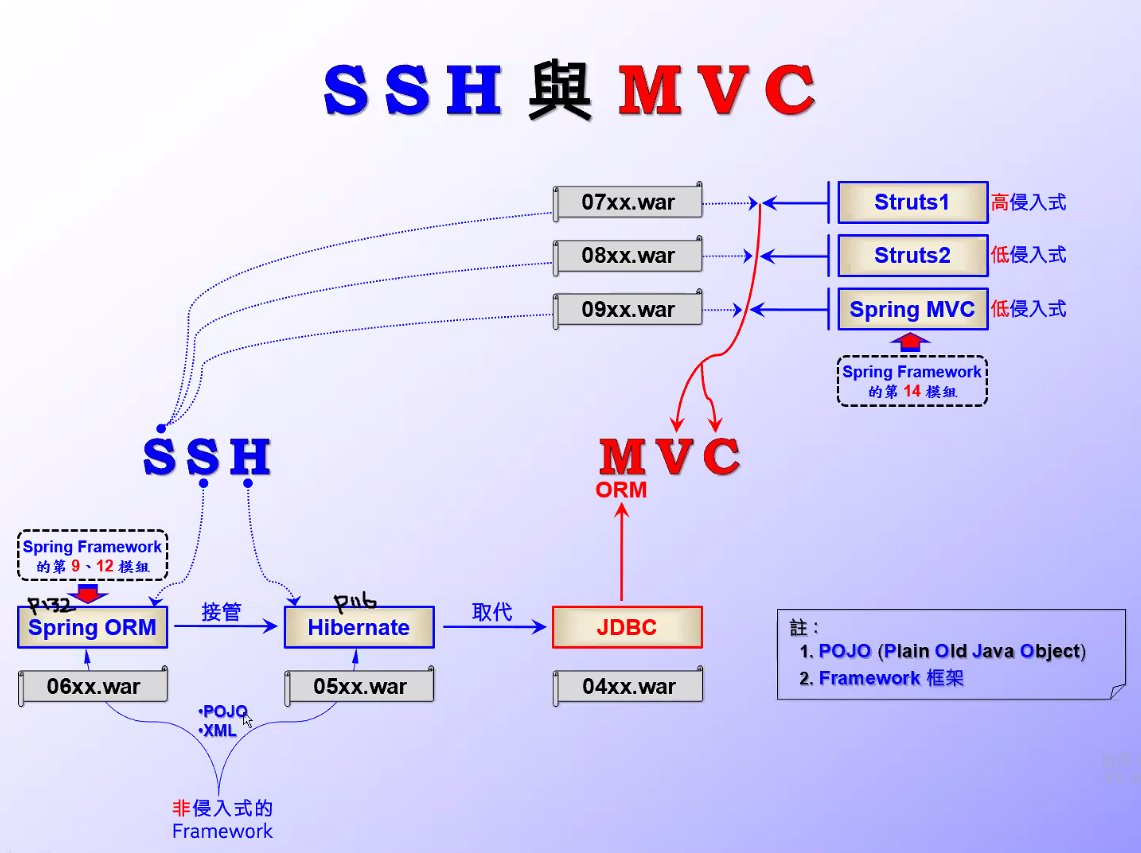 SSH 與 MVC
07xx.war
Struts1
高侵入式
08xx.war
Struts2
低侵入式
09xx.war
Spring MVC
低侵入式
Spring Framework
的第 14 模組
SSH
MVC
ORM
Spring Framework
的第 9、12 模組
P132
Spring ORM
接管
P116
Hibernate
取代
JDBC
06xx.war
05xx.war
04xx.war
•POJO
•XML
非侵入式的
Framework
註：
1. POJO (Plain Old Java Object)
2. Framework 框架